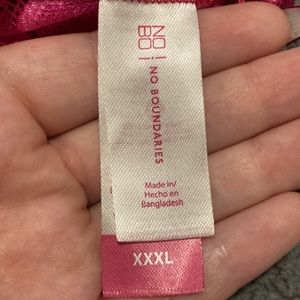 NO
BO
NO BOUNDARIES
Made in/
Hecho en
Bangladesh
XXXL